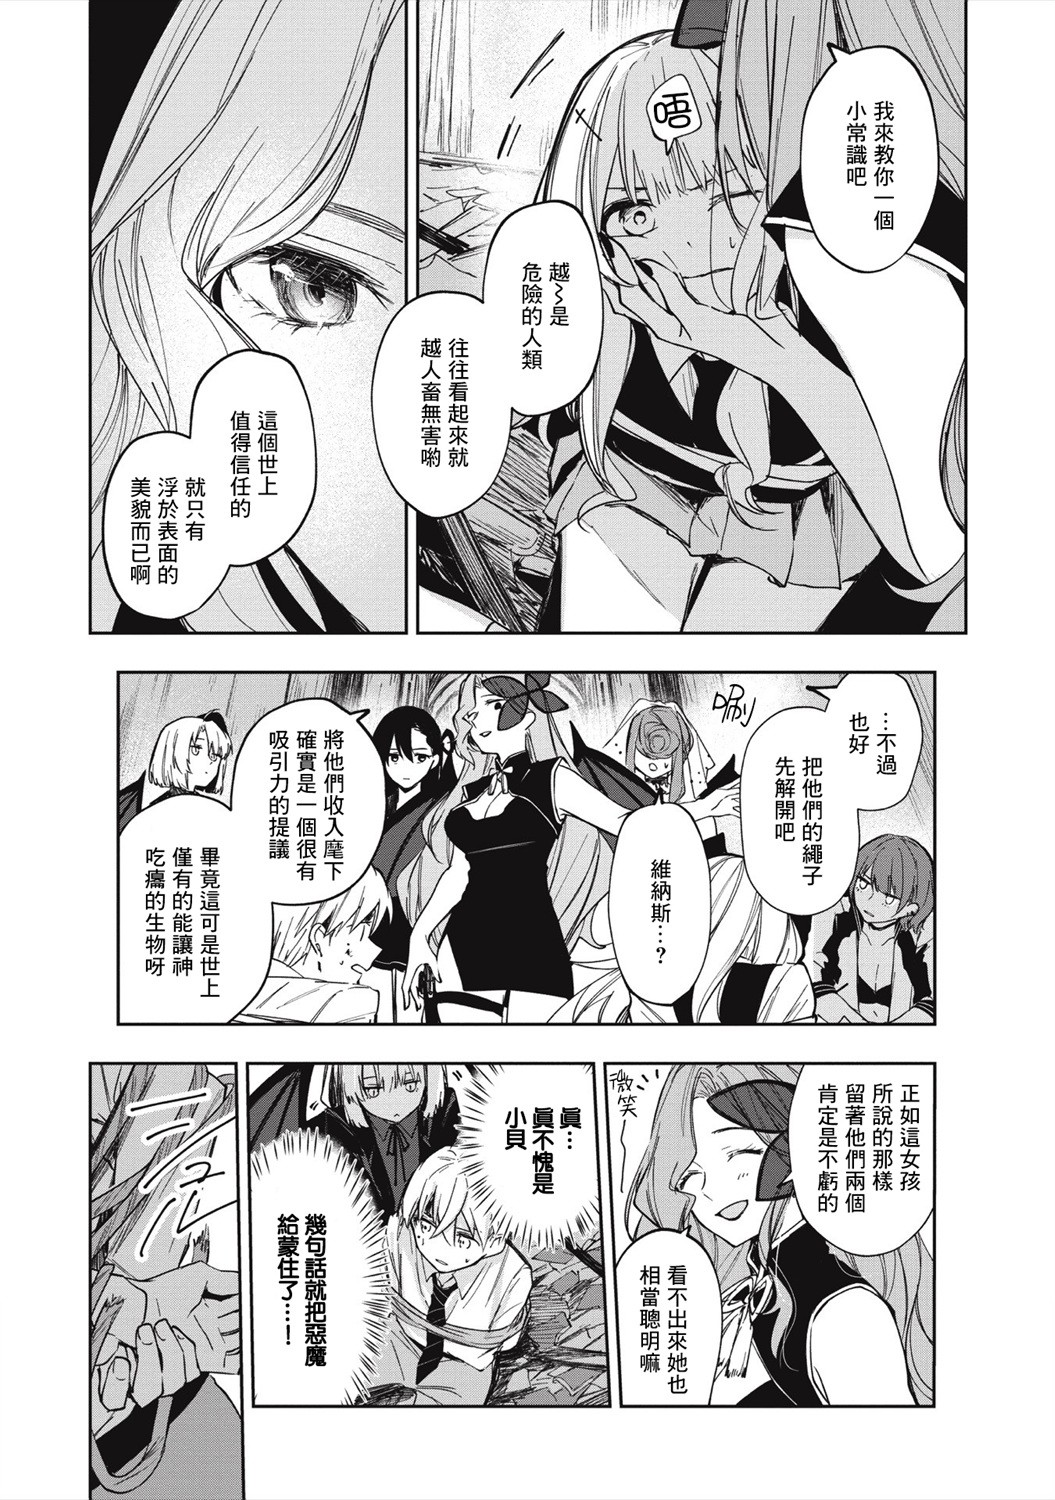 我來教你一個
小常識吧
唔
越～是
危險的人類
往往看起來就
越人畜無害喲
這個世上
值得信任的
就只有
浮於表面的
美貌而已啊
…不過
也好
把他們的繩子
先解開吧
唰
維納斯…?
將他們收入麾下
確實是一個很有
吸引力的提議
畢竟這可是世上
僅有的能讓神
吃癟的生物呀
正如這女孩
所說的那樣
留著他們兩個
肯定是不虧的
微笑～
看不出來她也
相當聰明嘛
真…
真不愧是
小貝
幾句話就把惡魔
給蒙住了…!